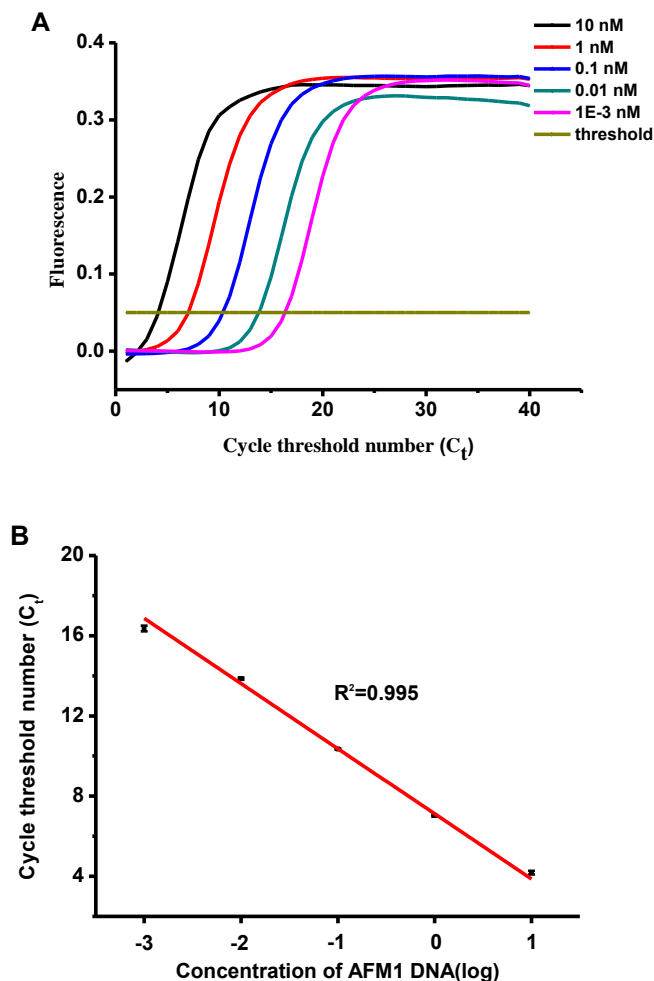 A
10 nM
1 nM
0.1 nM
0.01 nM
1E-3 nM
threshold
0.4
0.3
0.2
0.1
0.0
Fluorescence
0 10 20 30 40
Cycle threshold number (Ct)
B
20
16
12
8
4
Cycle threshold number (Ct)
R²=0.995
-3 -2 -1 0 1
Concentration of AFM1 DNA(log)